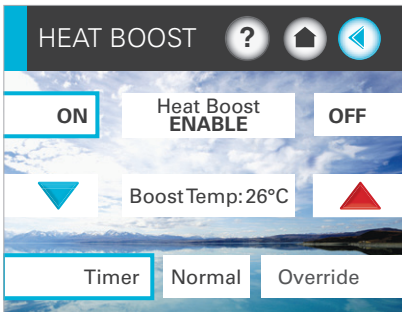 HEAT BOOST ?
ON Heat Boost ENABLE OFF
Boost Temp: 26°C
Timer Normal Override